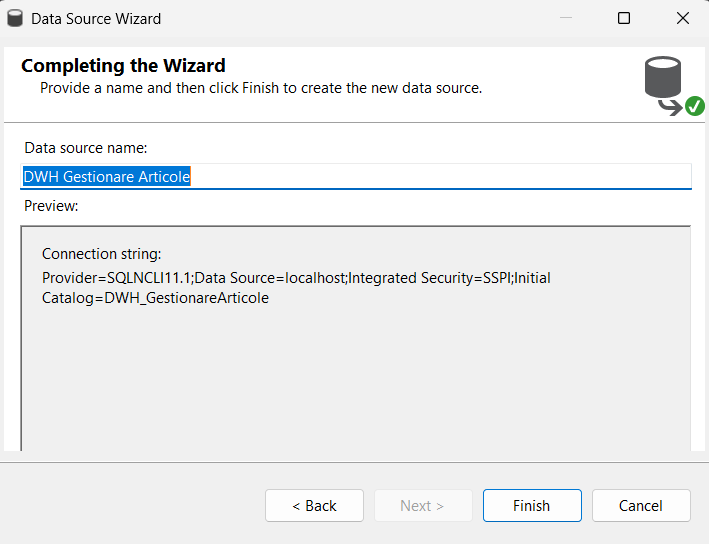 Data Source Wizard
Completing the Wizard
Provide a name and then click Finish to create the new data source.
Data source name:
DWH Gestionare Articole
Preview:
Connection string:
Provider=SQLNCLI11.1;Data Source=localhost;Integrated Security=SSPI;Initial
Catalog=DWH_GestionareArticole
< Back
Next >
Finish
Cancel